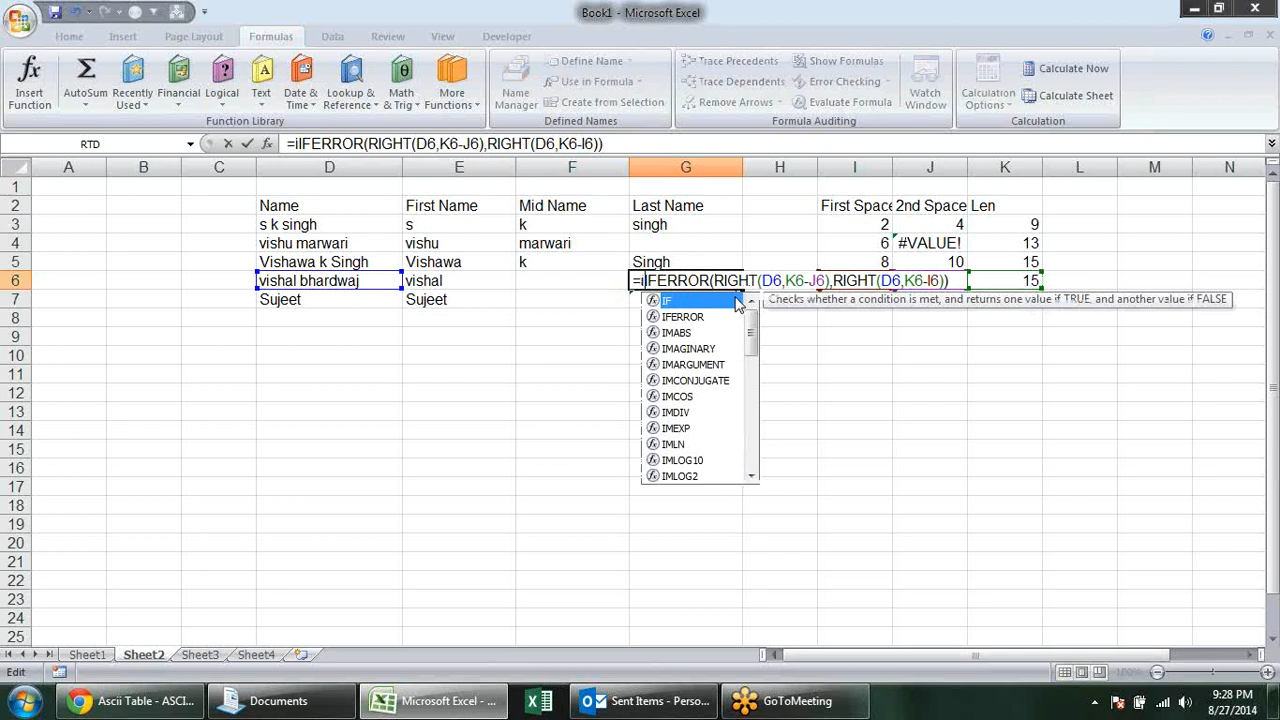 Book1 - Microsoft Excel
Home Insert Page Layout Formulas Data Review View Developer
Insert Function
AutoSum
Recently Used
Financial
Logical
Text
Date & Time
Lookup & Reference
Math & Trig
More Functions
Function Library
Name Manager
Define Name
Use in Formula
Create from Selection
Defined Names
Trace Precedents
Trace Dependents
Remove Arrows
Show Formulas
Error Checking
Evaluate Formula
Formula Auditing
Watch Window
Calculation Options
Calculate Now
Calculate Sheet
Calculation
RTD =iIFERROR(RIGHT(D6,K6-J6),RIGHT(D6,K6-I6))
A B C D E F G H I J K L M N
1
2 Name First Name Mid Name Last Name First Space 2nd Space Len
3 s k singh s k singh 2 4 9
4 vishu marwari vishu marwari 6 #VALUE! 13
5 Vishawa k Singh Vishawa k Singh 8 10 15
6 vishal bhardwaj vishal =iIFERROR(RIGHT(D6,K6-J6),RIGHT(D6,K6-I6)) 15
7 Sujeet Sujeet
IF Checks whether a condition is met, and returns one value if TRUE, and another value if FALSE
IFERROR
IMABS
IMAGINARY
IMARGUMENT
IMCONJUGATE
IMCOS
IMDIV
IMEXP
IMLN
IMLOG10
IMLOG2
8
9
10
11
12
13
14
15
16
17
18
19
20
21
22
23
24
25
Sheet1 Sheet2 Sheet3 Sheet4
Edit 100%
Ascii Table - ASCI... Documents Microsoft Excel - ... Sent Items - Perso... GoToMeeting
9:28 PM
8/27/2014